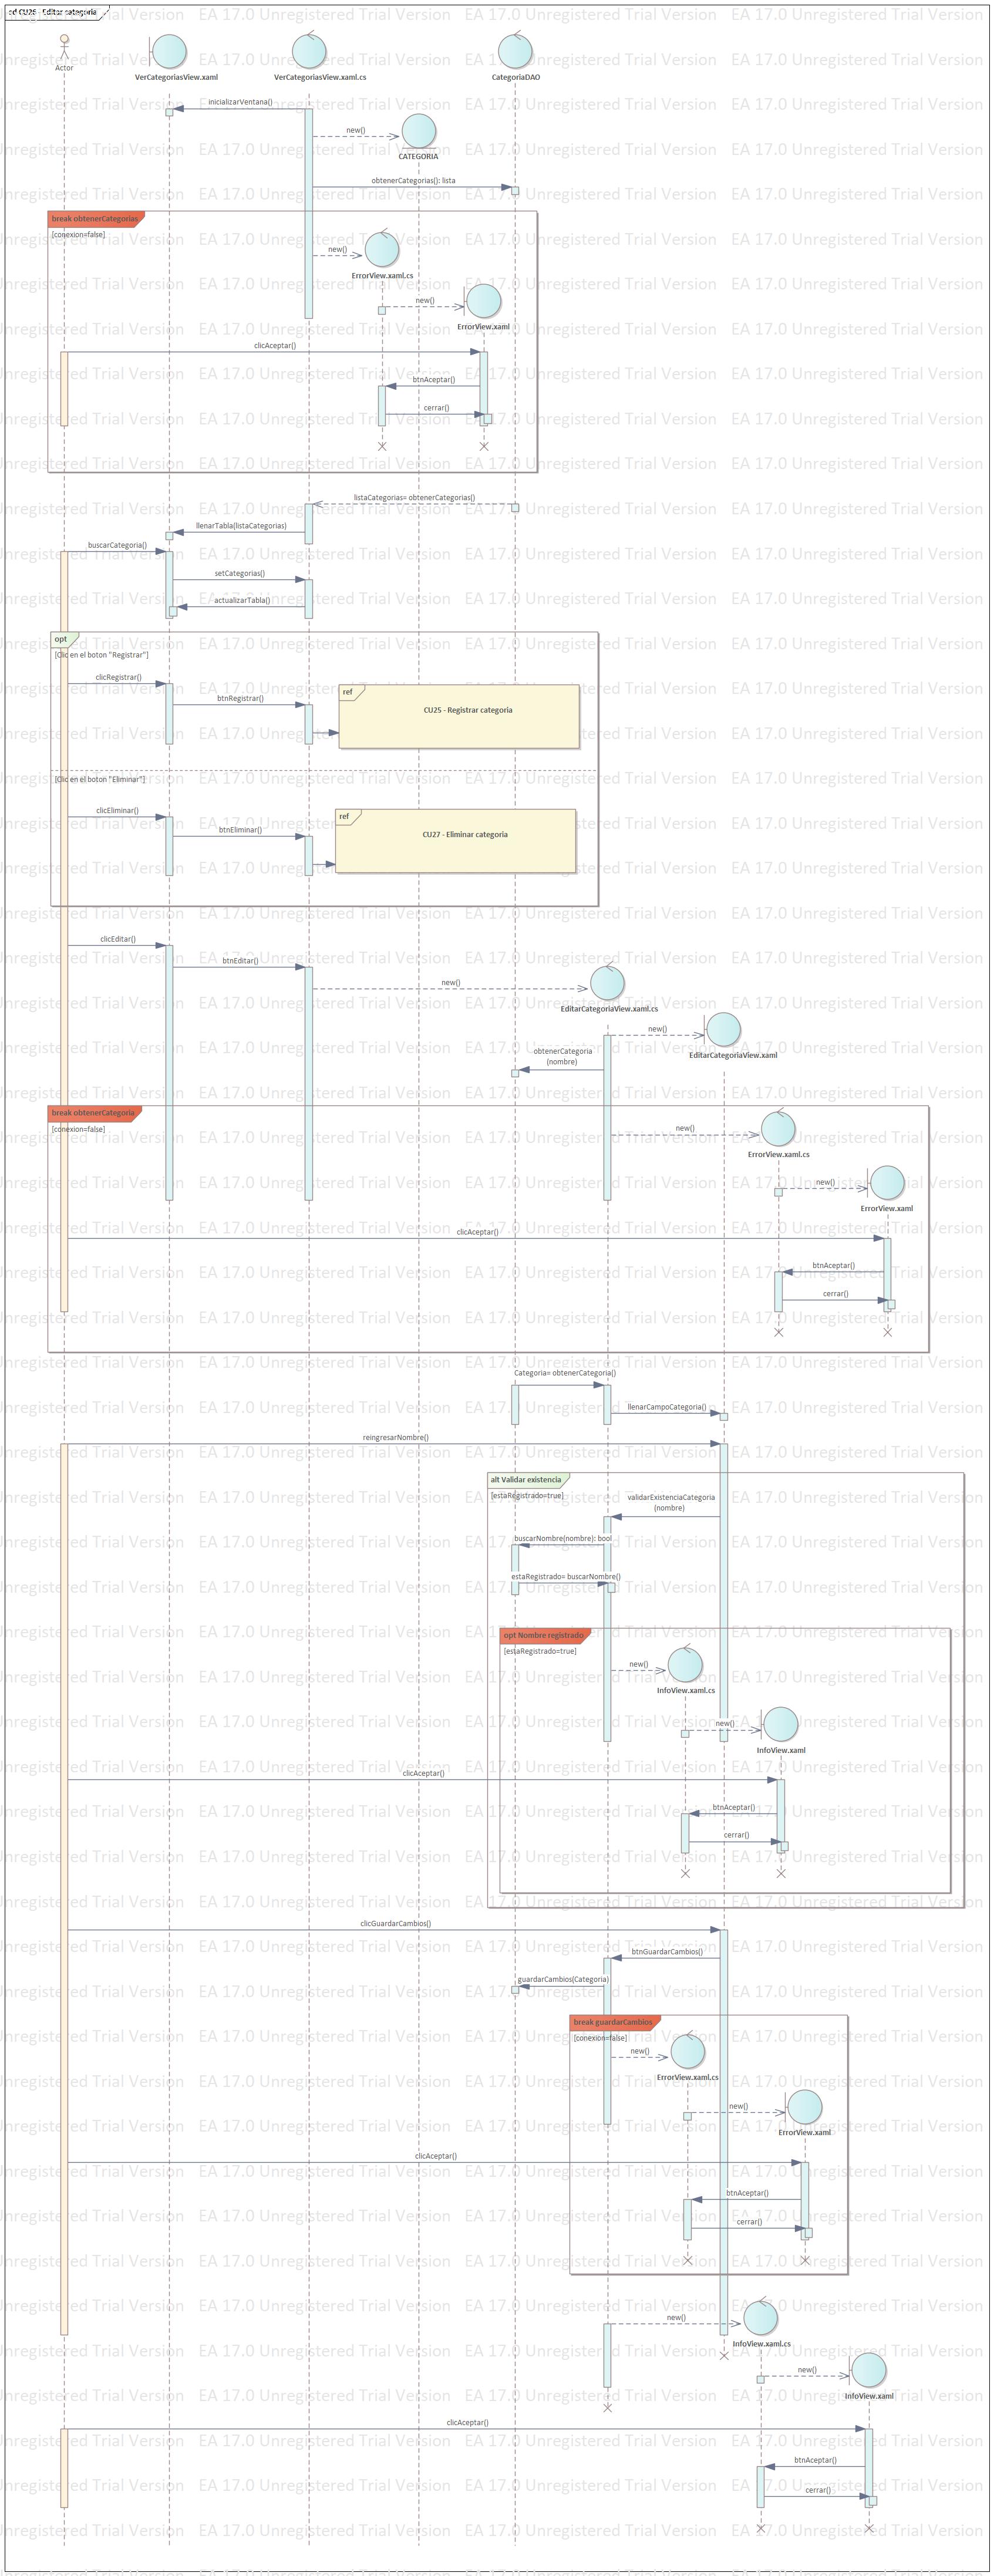 sd CU26 - Editar categoria
Actor
VerCategoriasView.xaml
VerCategoriasView.xaml.cs
CategoriaDAO
inicializarVentana()
new()
CATEGORIA
obtenerCategorias(): lista
break obtenerCategorias
[conexion=false]
new()
ErrorView.xaml.cs
new()
ErrorView.xaml
clicAceptar()
btnAceptar()
cerrar()
listaCategorias= obtenerCategorias()
llenarTabla(listaCategorias)
buscarCategoria()
setCategorias()
actualizarTabla()
opt
[Clic en el boton "Registrar"]
clicRegistrar()
ref
CU25 - Registrar categoria
btnRegistrar()
[Clic en el boton "Eliminar"]
clicEliminar()
ref
CU27 - Eliminar categoria
btnEliminar()
clicEditar()
btnEditar()
new()
EditarCategoriaView.xaml.cs
new()
EditarCategoriaView.xaml
obtenerCategoria
(nombre)
break obtenerCategoria
[conexion=false]
new()
ErrorView.xaml.cs
new()
ErrorView.xaml
clicAceptar()
btnAceptar()
cerrar()
Categoria= obtenerCategoria()
llenarCampoCategoria()
reingresarNombre()
alt Validar existencia
[estaRegistrado=true]
validarExistenciaCategoria
(nombre)
buscarNombre(nombre): bool
estaRegistrado= buscarNombre()
opt Nombre registrado
[estaRegistrado=true]
new()
InfoView.xaml.cs
new()
InfoView.xaml
clicAceptar()
btnAceptar()
cerrar()
clicGuardarCambios()
btnGuardarCambios()
guardarCambios(Categoria)
break guardarCambios
[conexion=false]
new()
ErrorView.xaml.cs
new()
ErrorView.xaml
clicAceptar()
btnAceptar()
cerrar()
new()
InfoView.xaml.cs
new()
InfoView.xaml
clicAceptar()
btnAceptar()
cerrar()
EA 17.0 Unregistered Trial Version